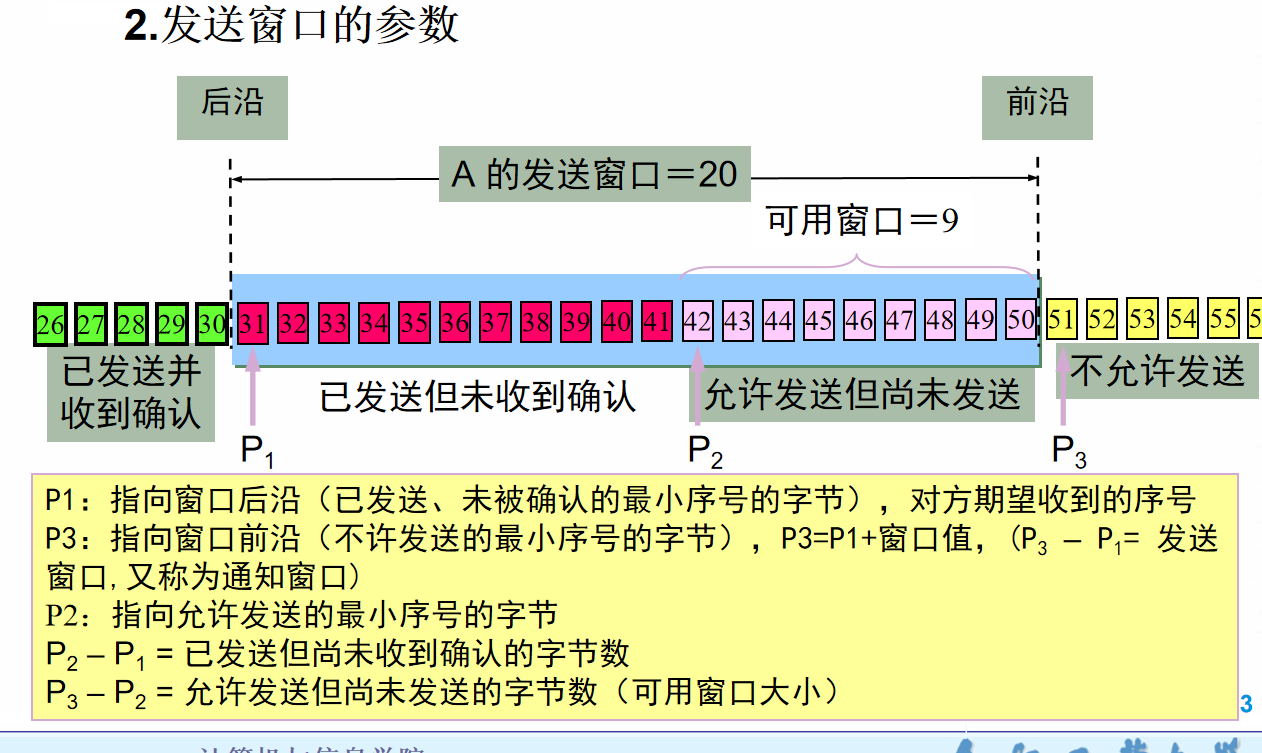 2.发送窗口的参数
后沿
前沿
A 的发送窗口＝20
可用窗口＝9
26 27 28 29 30 31 32 33 34 35 36 37 38 39 40 41 42 43 44 45 46 47 48 49 50 51 52 53 54 55 5
已发送并
收到确认
已发送但未收到确认
允许发送但尚未发送
不允许发送
P1
P2
P3
P1：指向窗口后沿（已发送、未被确认的最小序号的字节），对方期望收到的序号
P3：指向窗口前沿（不许发送的最小序号的字节），P3=P1+窗口值，（P3 – P1= 发送
窗口,又称为通知窗口）
P2：指向允许发送的最小序号的字节
P2 – P1 = 已发送但尚未收到确认的字节数
P3 – P2 = 允许发送但尚未发送的字节数（可用窗口大小）
3